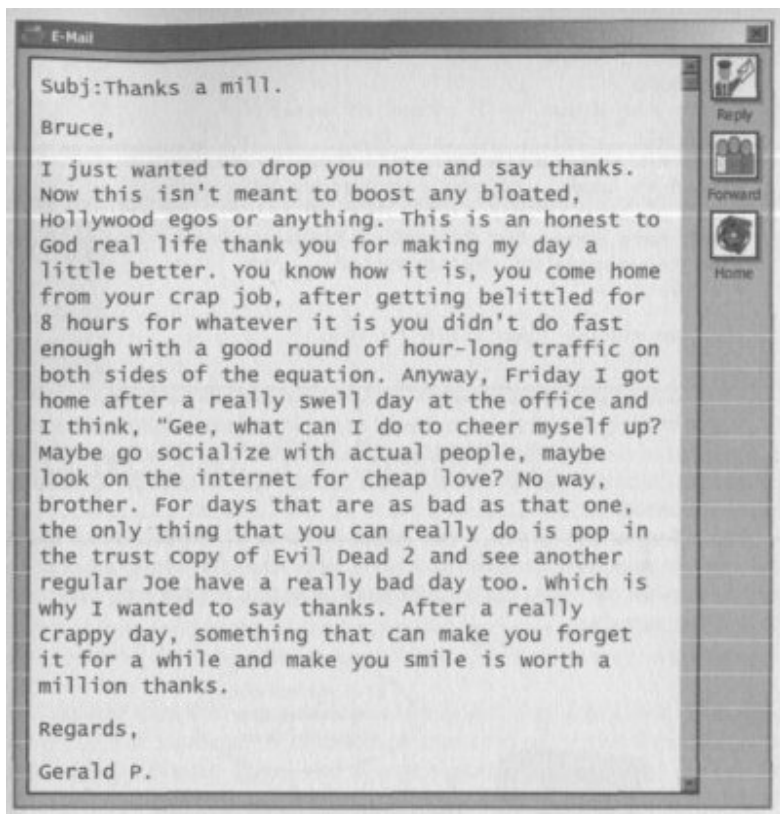 E-Mail
Subj:Thanks a mill.
Bruce,
I just wanted to drop you note and say thanks.
Now this isn't meant to boost any bloated,
Hollywood egos or anything. This is an honest to
God real life thank you for making my day a
little better. You know how it is, you come home
from your crap job, after getting belittled for
8 hours for whatever it is you didn't do fast
enough with a good round of hour-long traffic on
both sides of the equation. Anyway, Friday I got
home after a really swell day at the office and
I think, "Gee, what can I do to cheer myself up?
Maybe go socialize with actual people, maybe
look on the internet for cheap love? No way,
brother. For days that are as bad as that one,
the only thing that you can really do is pop in
the trust copy of Evil Dead 2 and see another
regular Joe have a really bad day too. Which is
why I wanted to say thanks. After a really
crappy day, something that can make you forget
it for a while and make you smile is worth a
million thanks.
Regards,
Gerald P.
Reply
Forward
Home